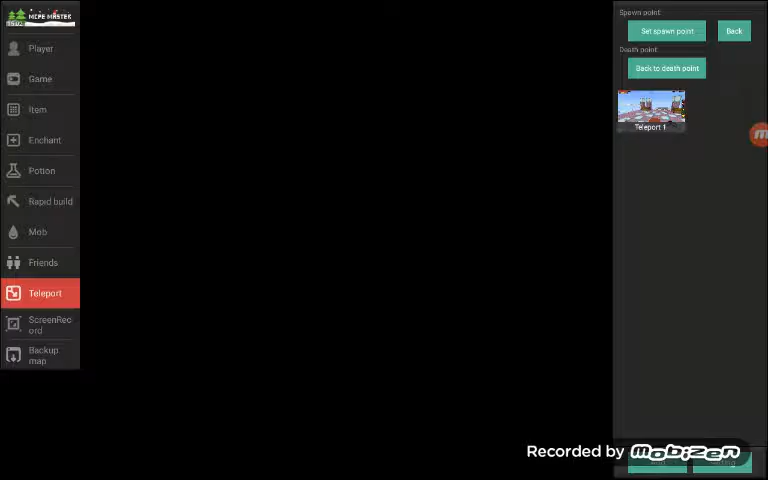 MCPE MASTER
Player
Game
Item
Enchant
Potion
Rapid build
Mob
Friends
Teleport
ScreenRec
ord
Backup
map
Spawn point:
Set spawn point
Back
Death point:
Back to death point
Teleport 1
Recorded by mobizen